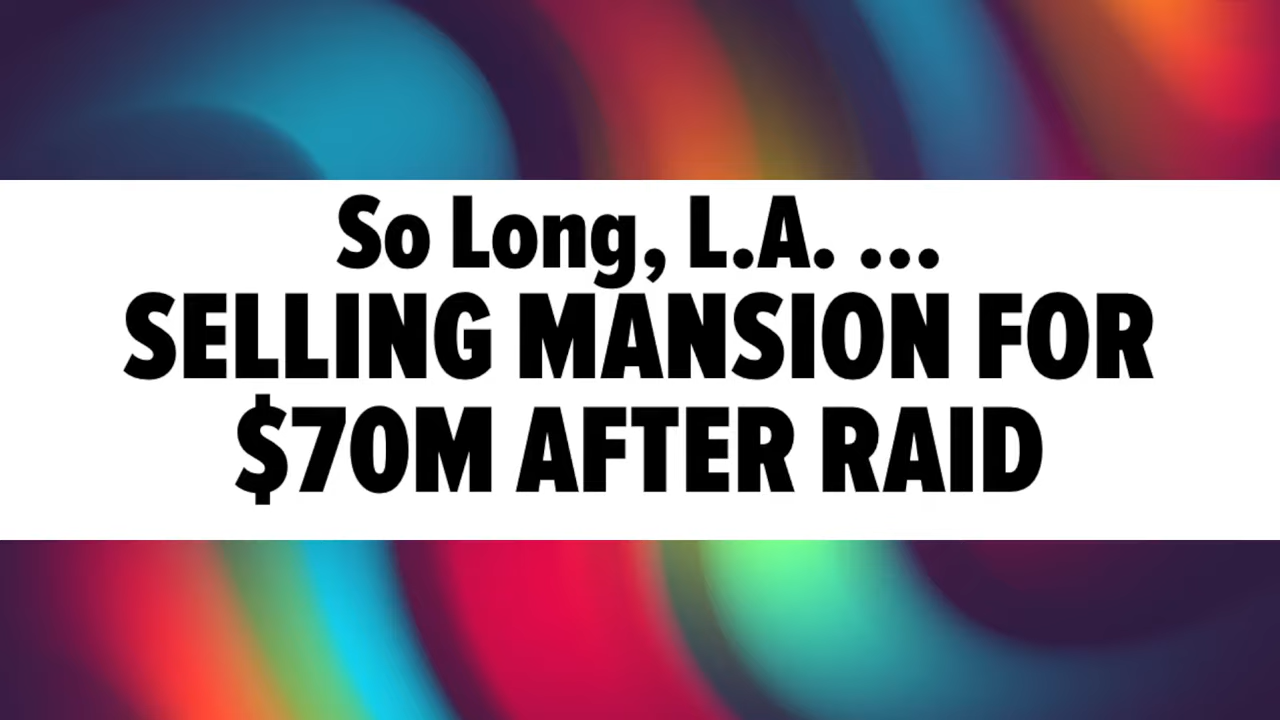 So Long, L.A. ...
SELLING MANSION FOR
$70M AFTER RAID